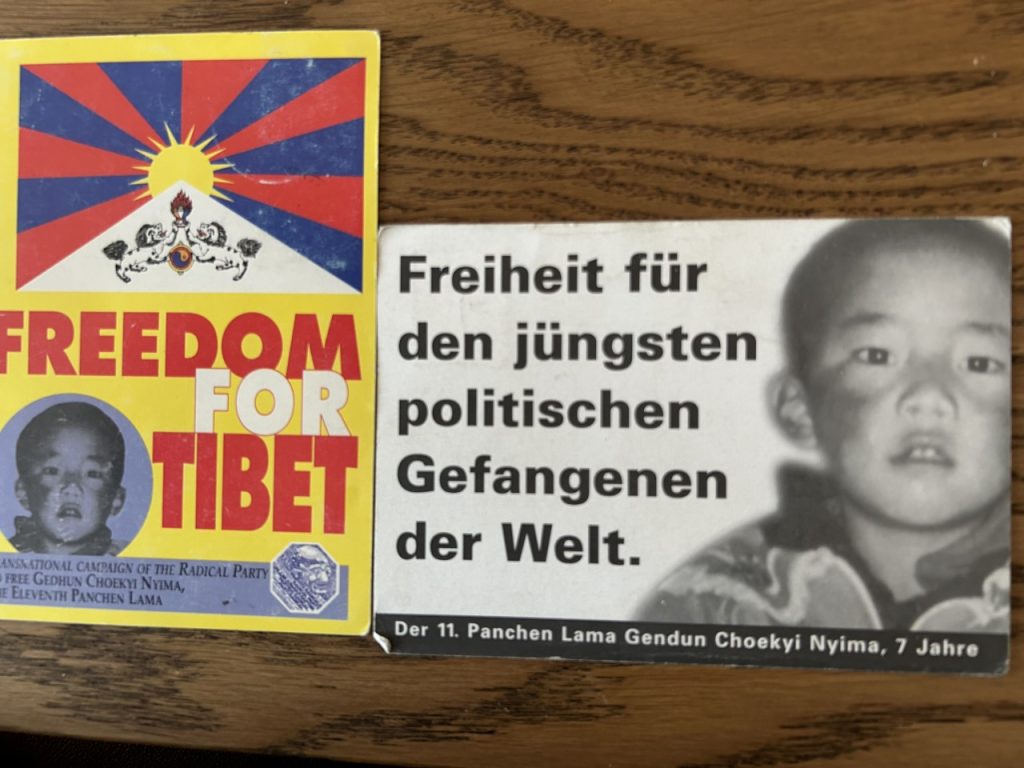 FREEDOM
FOR
TIBET
CAMPAIGN OF THE RADICAL PARTY
FREE GEDHUN CHOEKYI NYIMA,
ELEVENTH PANCHEN LAMA
Freiheit für
den jüngsten
politischen
Gefangenen
der Welt.
Der 11. Panchen Lama Gendun Choekyi Nyima, 7 Jahre